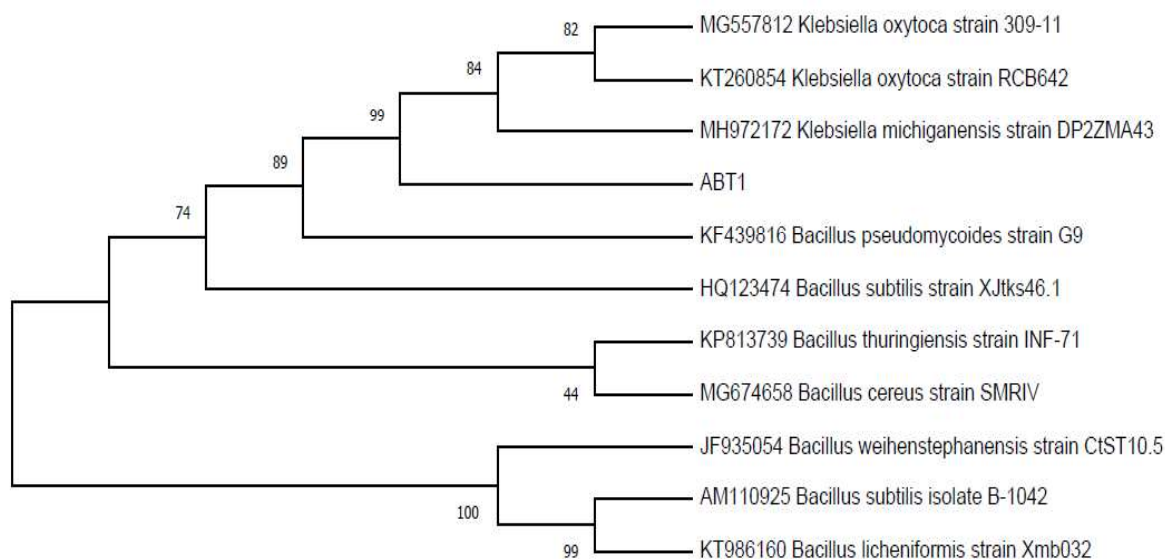 82
MG557812 Klebsiella oxytoca strain 309-11
KT260854 Klebsiella oxytoca strain RCB642
84
MH972172 Klebsiella michiganensis strain DP2ZMA43
99
ABT1
89
KF439816 Bacillus pseudomycoides strain G9
74
HQ123474 Bacillus subtilis strain XJtks46.1
KP813739 Bacillus thuringiensis strain INF-71
44
MG674658 Bacillus cereus strain SMRIV
JF935054 Bacillus weihenstephanensis strain CtST10.5
100
AM110925 Bacillus subtilis isolate B-1042
99
KT986160 Bacillus licheniformis strain Xmb032